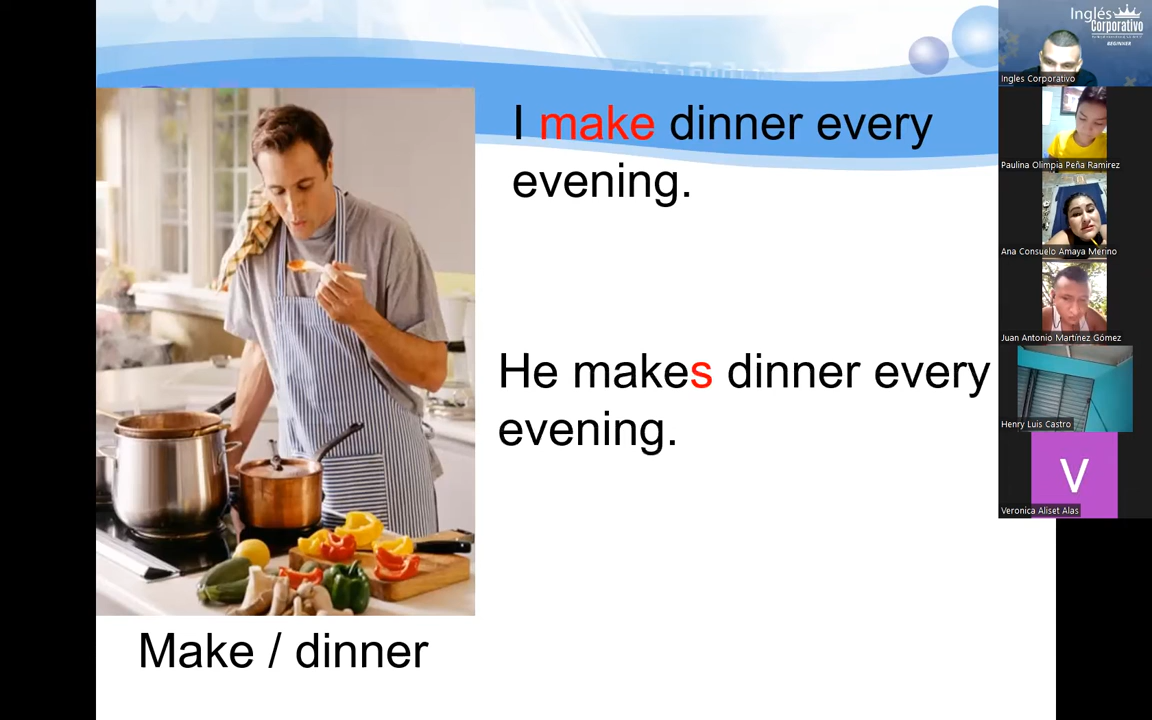 I make dinner every
evening.
He makes dinner every
evening.
Make / dinner
Inglés
Corporativo
BEGINNER
Ingles Corporativo
Paulina Olimpia Peña Ramirez
Ana Consuelo Amaya Merino
Juan Antonio Martínez Gómez
Henry Luis Castro
V
Veronica Aliset Alas